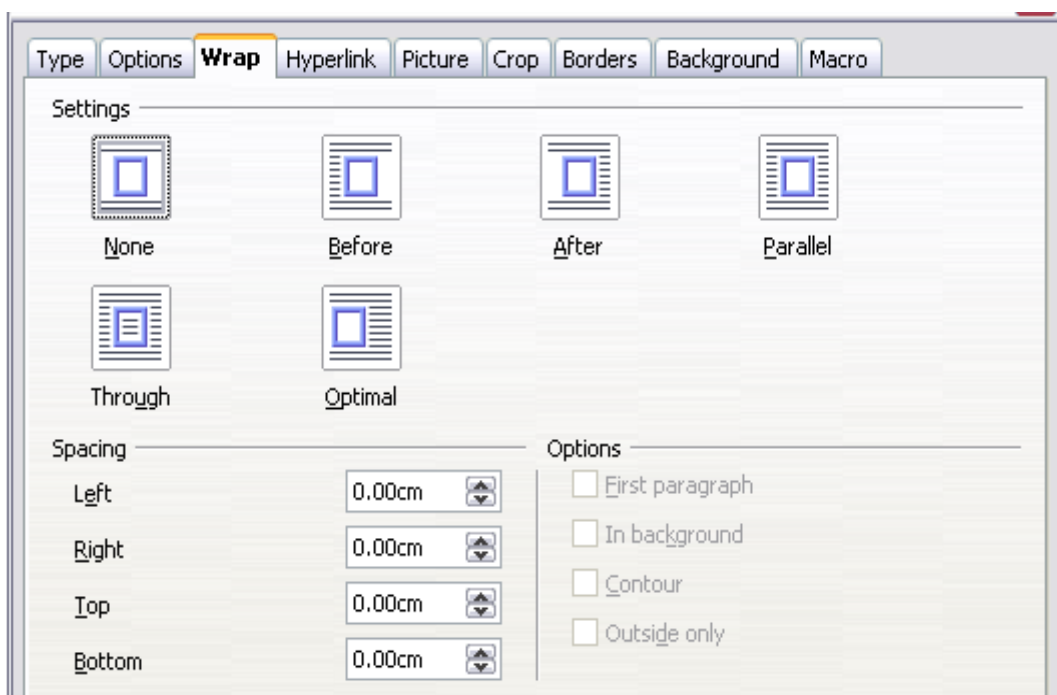 Type Options Wrap Hyperlink Picture Crop Borders Background Macro
Settings
None Before After Parallel
Through Optimal
Spacing Options
Left 0.00cm First paragraph
Right 0.00cm In background
Top 0.00cm Contour
Bottom 0.00cm Outside only